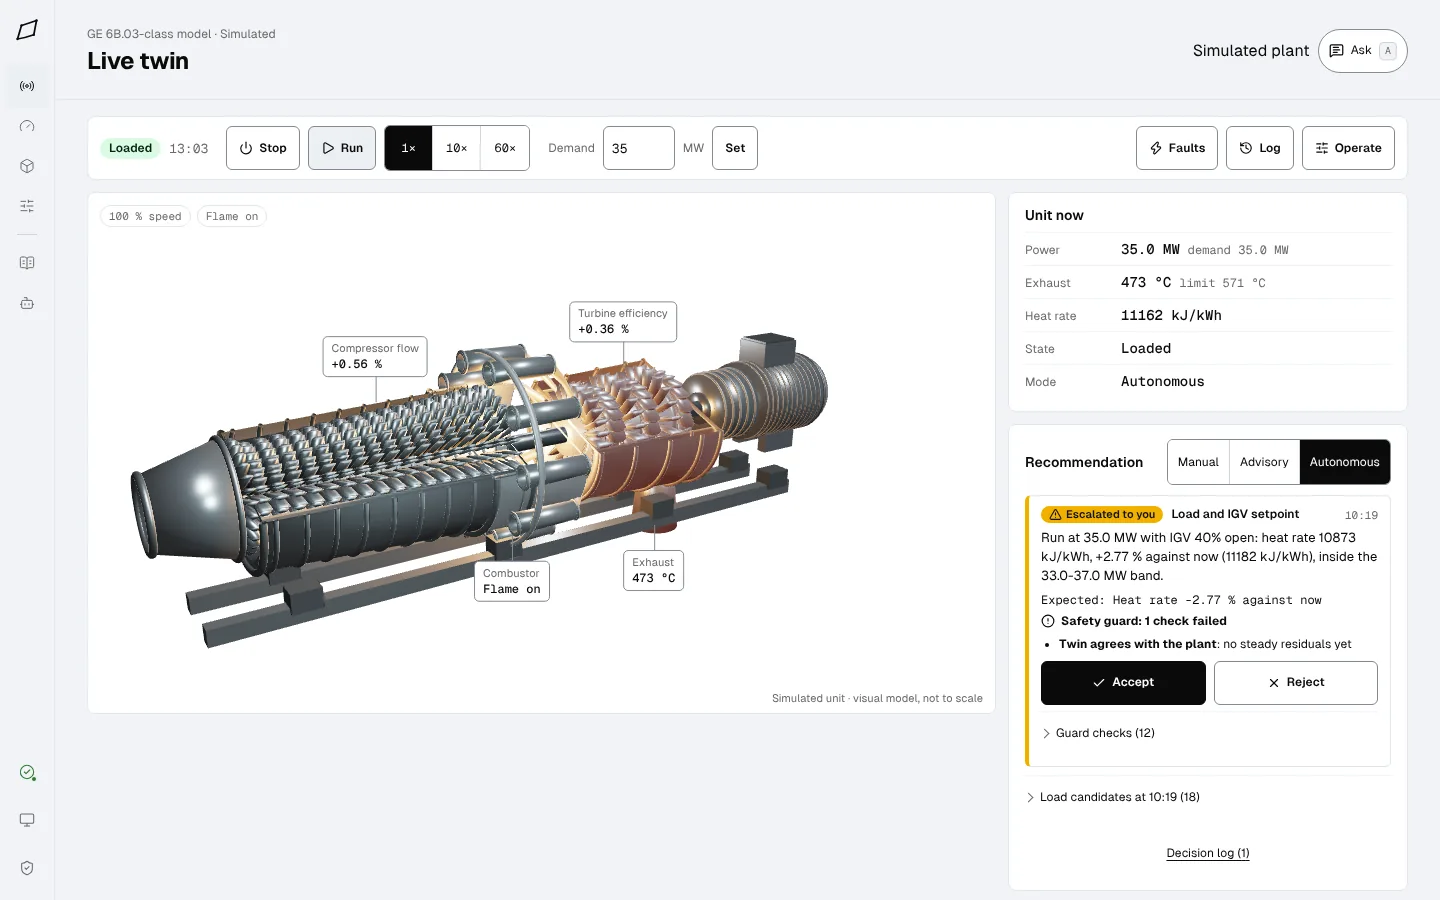 GE 6B.03-class model · Simulated
Live twin
Simulated plant
Ask
A
Loaded
13:03
Stop
Run
1×
10×
60×
Demand
35
MW
Set
Faults
Log
Operate
100 % speed
Flame on
Compressor flow
+0.56 %
Turbine efficiency
+0.36 %
Combustor
Flame on
Exhaust
473 °C
Simulated unit · visual model, not to scale
Unit now
Power 35.0 MW demand 35.0 MW
Exhaust 473 °C limit 571 °C
Heat rate 11162 kJ/kWh
State Loaded
Mode Autonomous
Recommendation
Manual
Advisory
Autonomous
Escalated to you Load and IGV setpoint 10:19
Run at 35.0 MW with IGV 40% open: heat rate 10873
kJ/kWh, +2.77 % against now (11182 kJ/kWh), inside the
33.0-37.0 MW band.
Expected: Heat rate -2.77 % against now
Safety guard: 1 check failed
• Twin agrees with the plant: no steady residuals yet
Accept
Reject
Guard checks (12)
Load candidates at 10:19 (18)
Decision log (1)